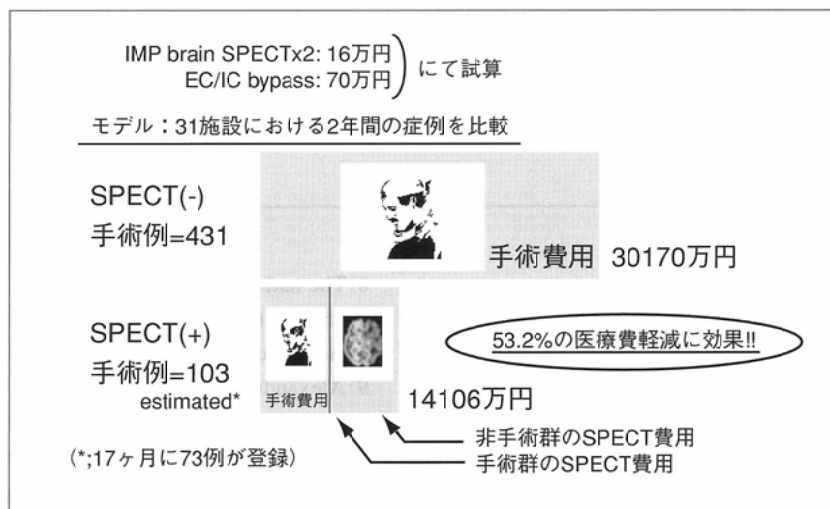 IMP brain SPECTx2: 16万円
EC/IC bypass: 70万円
にて試算
モデル：31施設における2年間の症例を比較
SPECT(-)
手術例=431
手術費用 30170万円
SPECT(+)
手術例=103
estimated*
手術費用
14106万円
53.2%の医療費軽減に効果!!
非手術群のSPECT費用
手術群のSPECT費用
(*;17ヶ月に73例が登録)